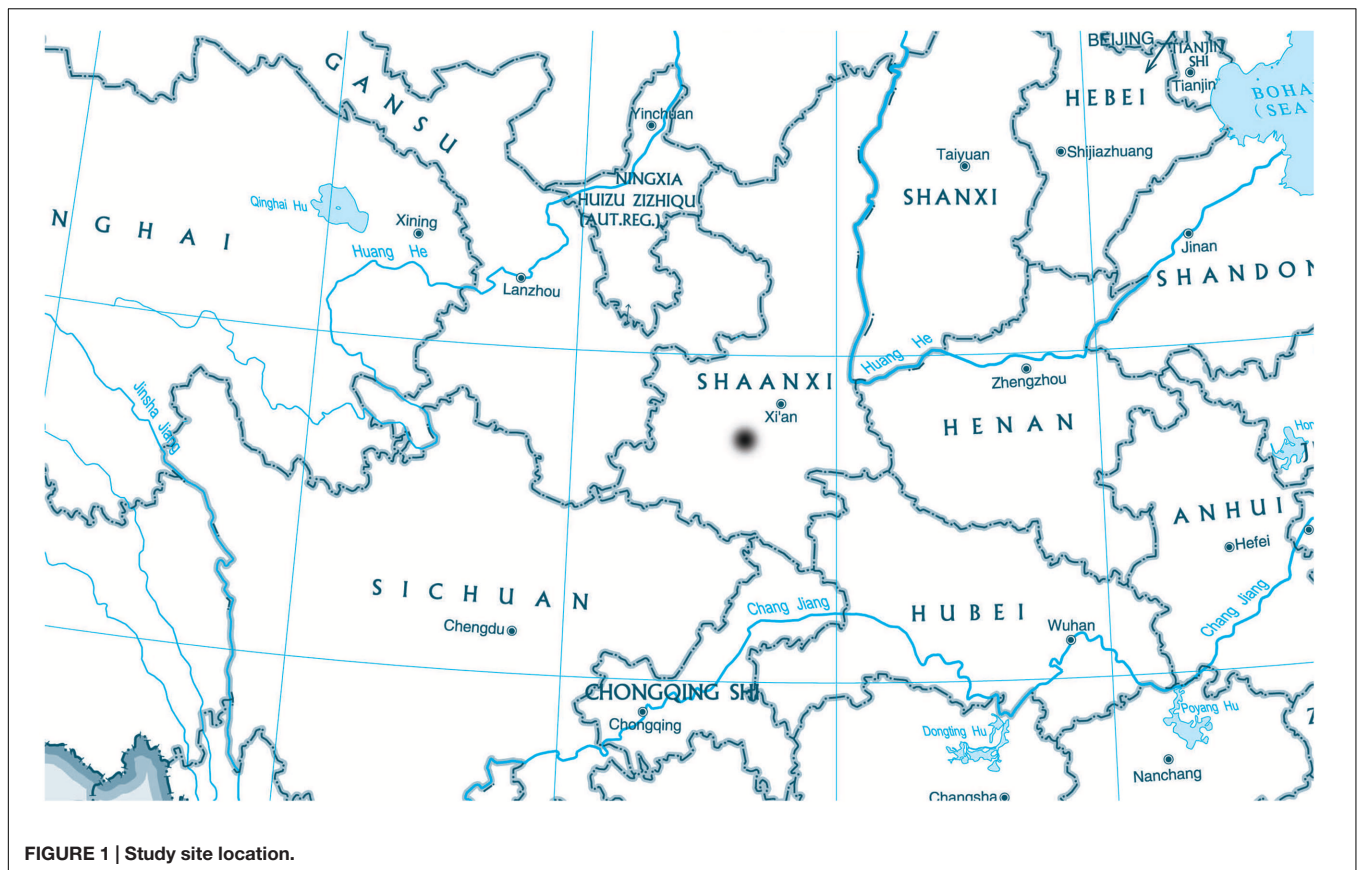 BEIJING
TIANJIN
SHI
Tianjin
BOHA
(SEA
HEBEI
GANSU
Yinchuan
Taiyuan
Shijiazhuang
NINGXIA
HUIZU ZIZHIQU
(AUT.REG.)
SHANXI
Qinghai Hu
Xining
NGHAI
Huang He
Lanzhou
Jinan
SHANDON
Huang He
Zhengzhou
SHAANXI
Xi'an
Jinsha Jiang
HENAN
Hon
ANHUI
Hefei
SICHUAN
Chengdu
Chang Jiang
HUBEI
Wuhan
Chang Jiang
CHONGQING SHI
Chongqing
Dongting Hu
Poyang Hu
Nanchang
Changsha
FIGURE 1 | Study site location.